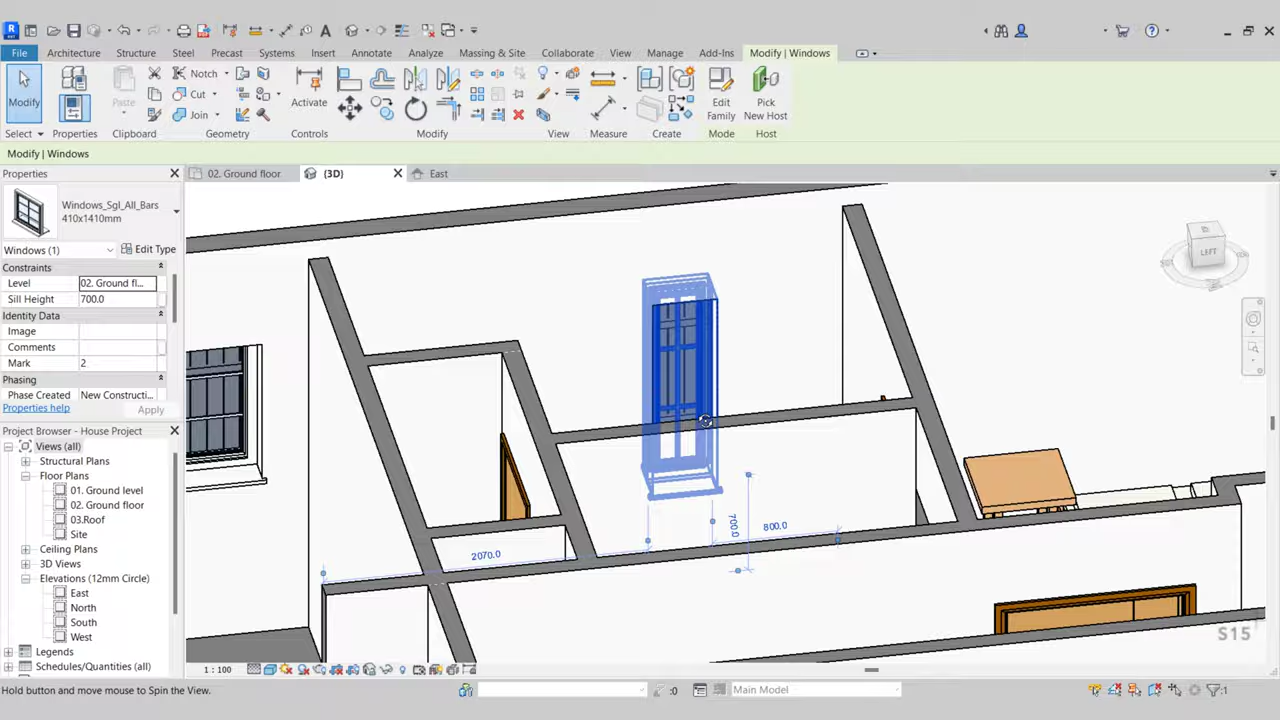 File Architecture Structure Steel Precast Systems Insert Annotate Analyze Massing & Site Collaborate View Manage Add-Ins Modify | Windows
Modify
Paste
Notch
Cut
Join
Activate
Edit Family
Pick New Host
Select Properties Clipboard Geometry Controls Modify View Measure Create Mode Host
Modify | Windows
Properties
02. Ground floor (3D) East
Windows_Sgl_All_Bars
410x1410mm
Windows (1) Edit Type
Constraints
Level 02. Ground fl...
Sill Height 700.0
Identity Data
Image
Comments
Mark 2
Phasing
Phase Created New Constructi...
Properties help Apply
Project Browser - House Project
Views (all)
Structural Plans
Floor Plans
01. Ground level
02. Ground floor
03.Roof
Site
Ceiling Plans
3D Views
Elevations (12mm Circle)
East
North
South
West
Legends
Schedules/Quantities (all)
LEFT
2070.0
700.0
800.0
S15
1 : 100
Hold button and move mouse to Spin the View.
:0
Main Model
:1